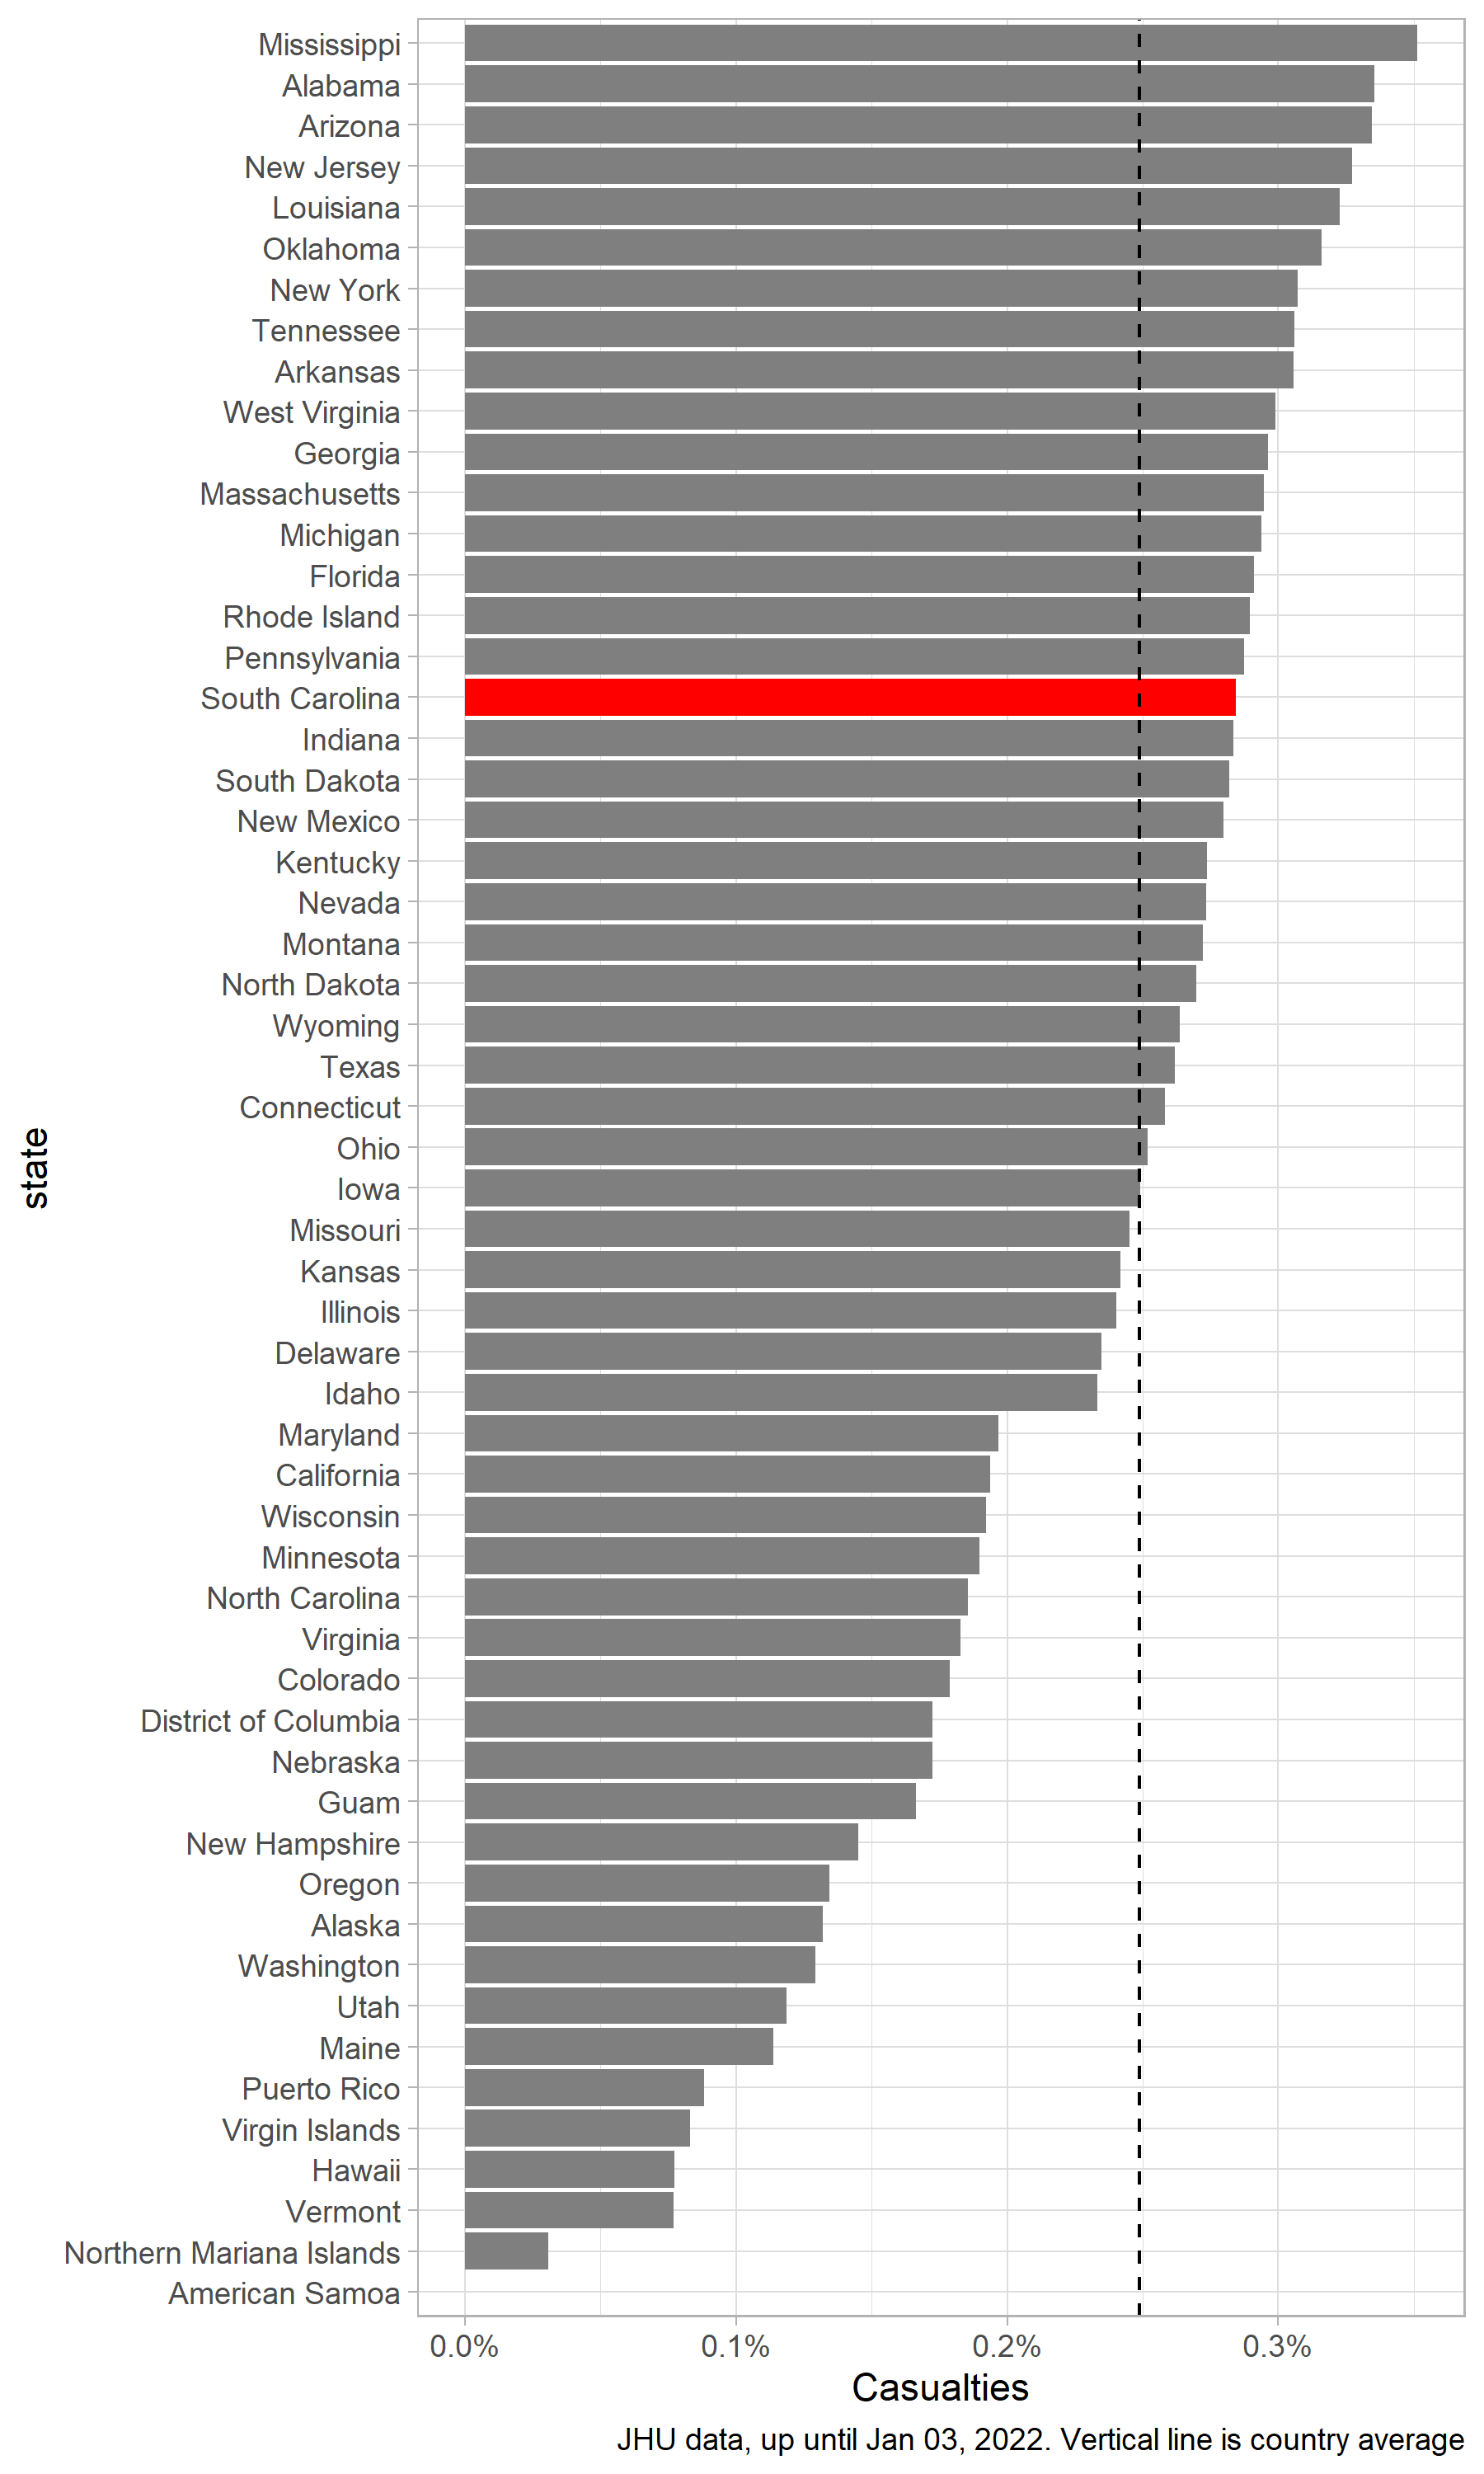 Mississippi
Alabama
Arizona
New Jersey
Louisiana
Oklahoma
New York
Tennessee
Arkansas
West Virginia
Georgia
Massachusetts
Michigan
Florida
Rhode Island
Pennsylvania
South Carolina
Indiana
South Dakota
New Mexico
Kentucky
Nevada
Montana
North Dakota
Wyoming
Texas
Connecticut
Ohio
Iowa
Missouri
Kansas
Illinois
Delaware
Idaho
Maryland
California
Wisconsin
Minnesota
North Carolina
Virginia
Colorado
District of Columbia
Nebraska
Guam
New Hampshire
Oregon
Alaska
Washington
Utah
Maine
Puerto Rico
Virgin Islands
Hawaii
Vermont
Northern Mariana Islands
American Samoa
state
0.0% 0.1% 0.2% 0.3%
Casualties
JHU data, up until Jan 03, 2022. Vertical line is country average